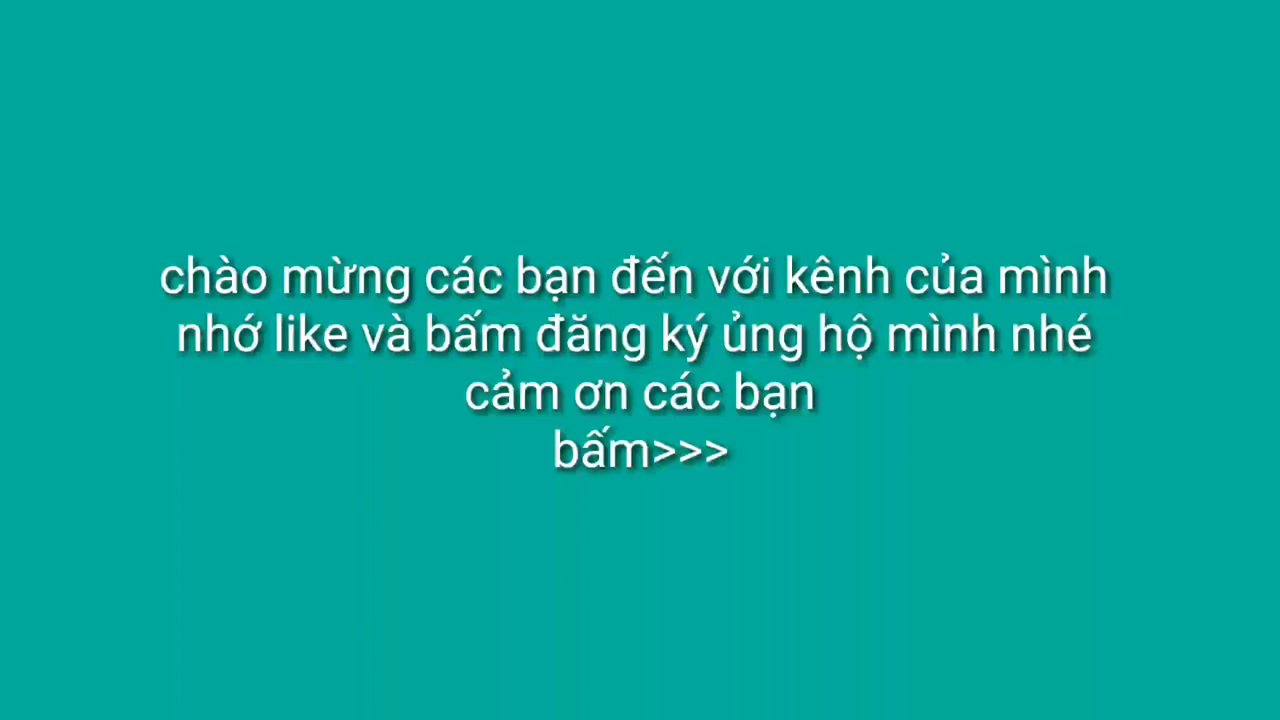 chào mừng các bạn đến với kênh của mình
nhớ like và bấm đăng ký ủng hộ mình nhé
cảm ơn các bạn
bấm>>>